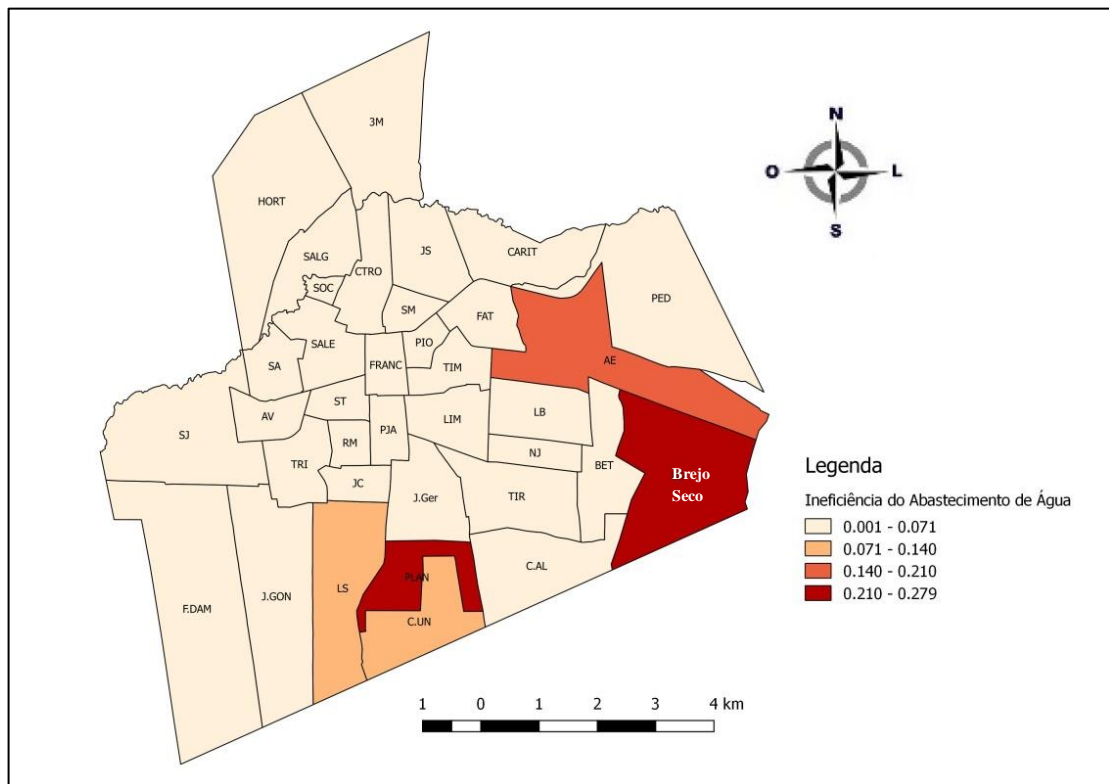 3M
N
O
L
S
HORT
SALG
CTRO
JS
CARIT
SOC
PED
SM
FAT
SALE
PIO
SA
FRANC
TIM
AE
ST
AV
LIM
LB
SJ
RM
PJA
TRI
NJ
BET
JC
J.Ger
TIR
Brejo
Seco
C.AL
PLAN
LS
J.GON
F.DAM
C.UN
Legenda
Ineficiência do Abastecimento de Água
0.001 - 0.071
0.071 - 0.140
0.140 - 0.210
0.210 - 0.279
1 0 1 2 3 4 km